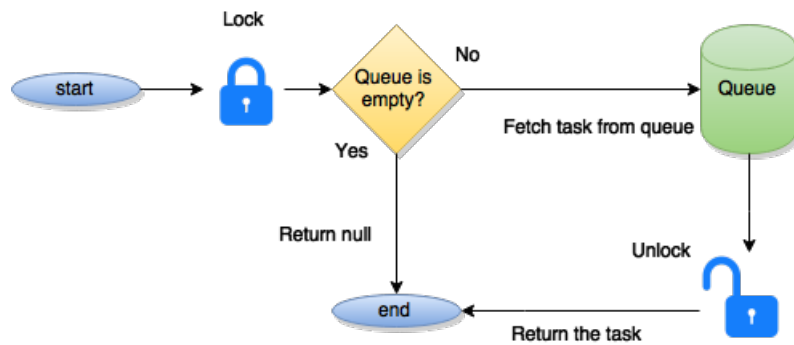 Lock
start
Queue is
empty?
No
Queue
Fetch task from queue
Yes
Return null
Unlock
end
Return the task